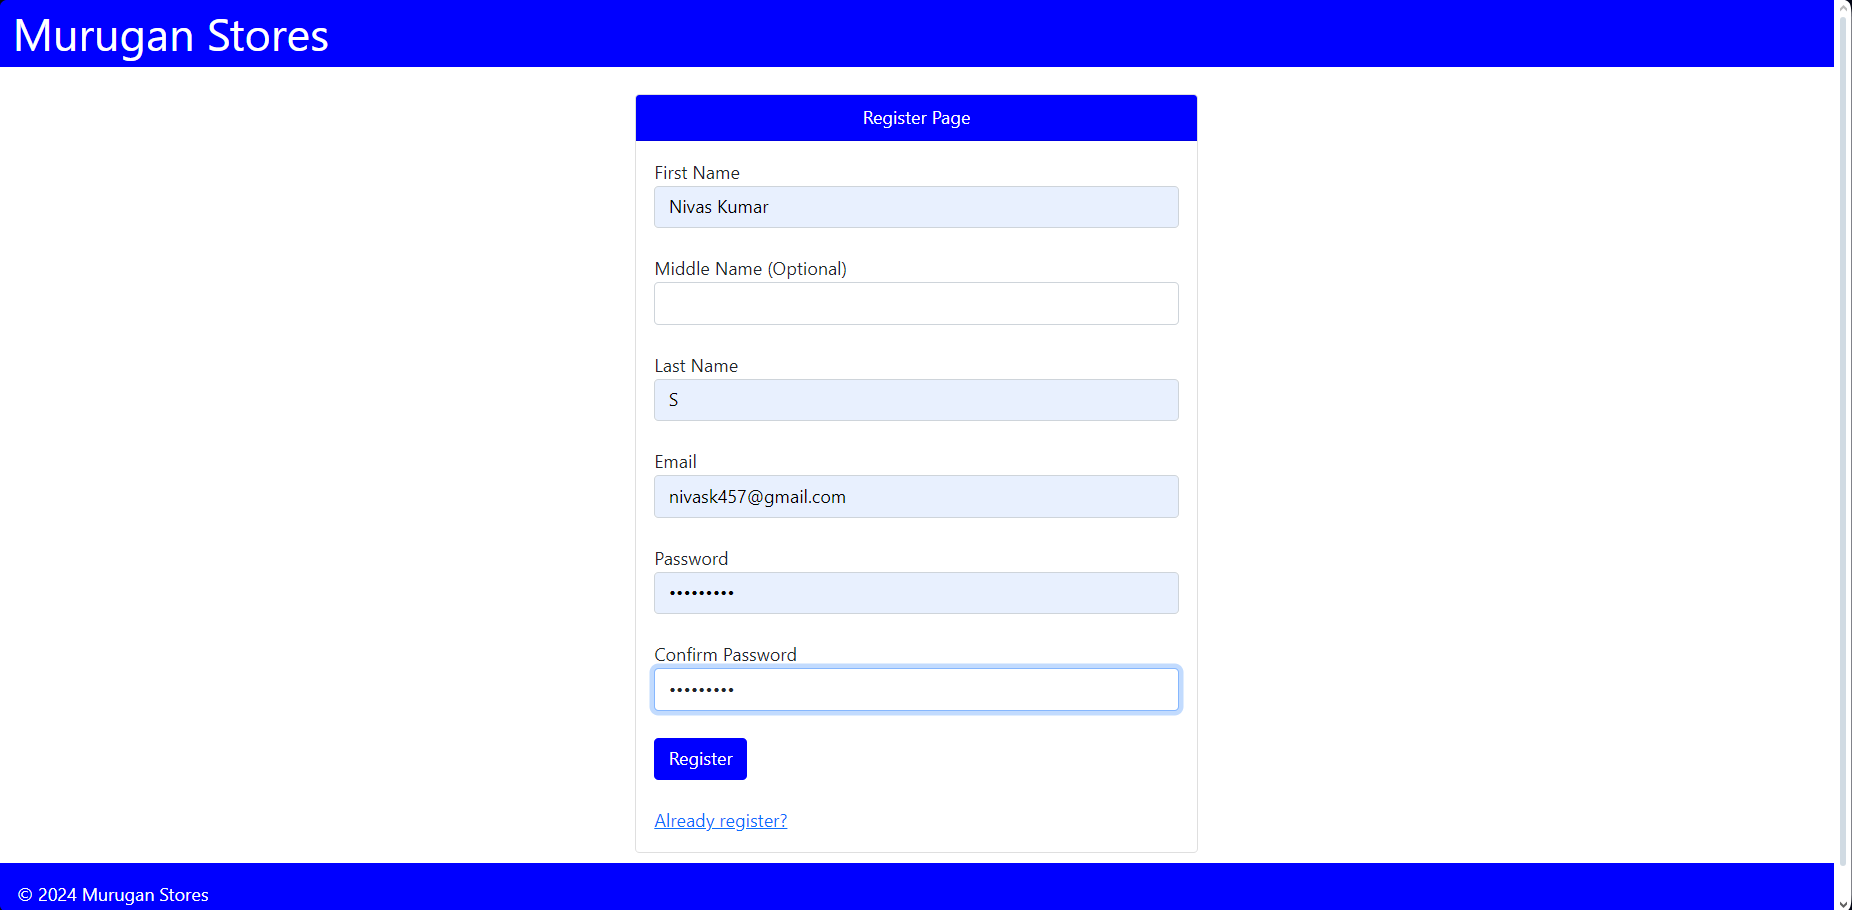 Murugan Stores
Register Page
First Name
Nivas Kumar
Middle Name (Optional)
Last Name
S
Email
nivask457@gmail.com
Password
•••••••••
Confirm Password
•••••••••
Register
Already register?
© 2024 Murugan Stores